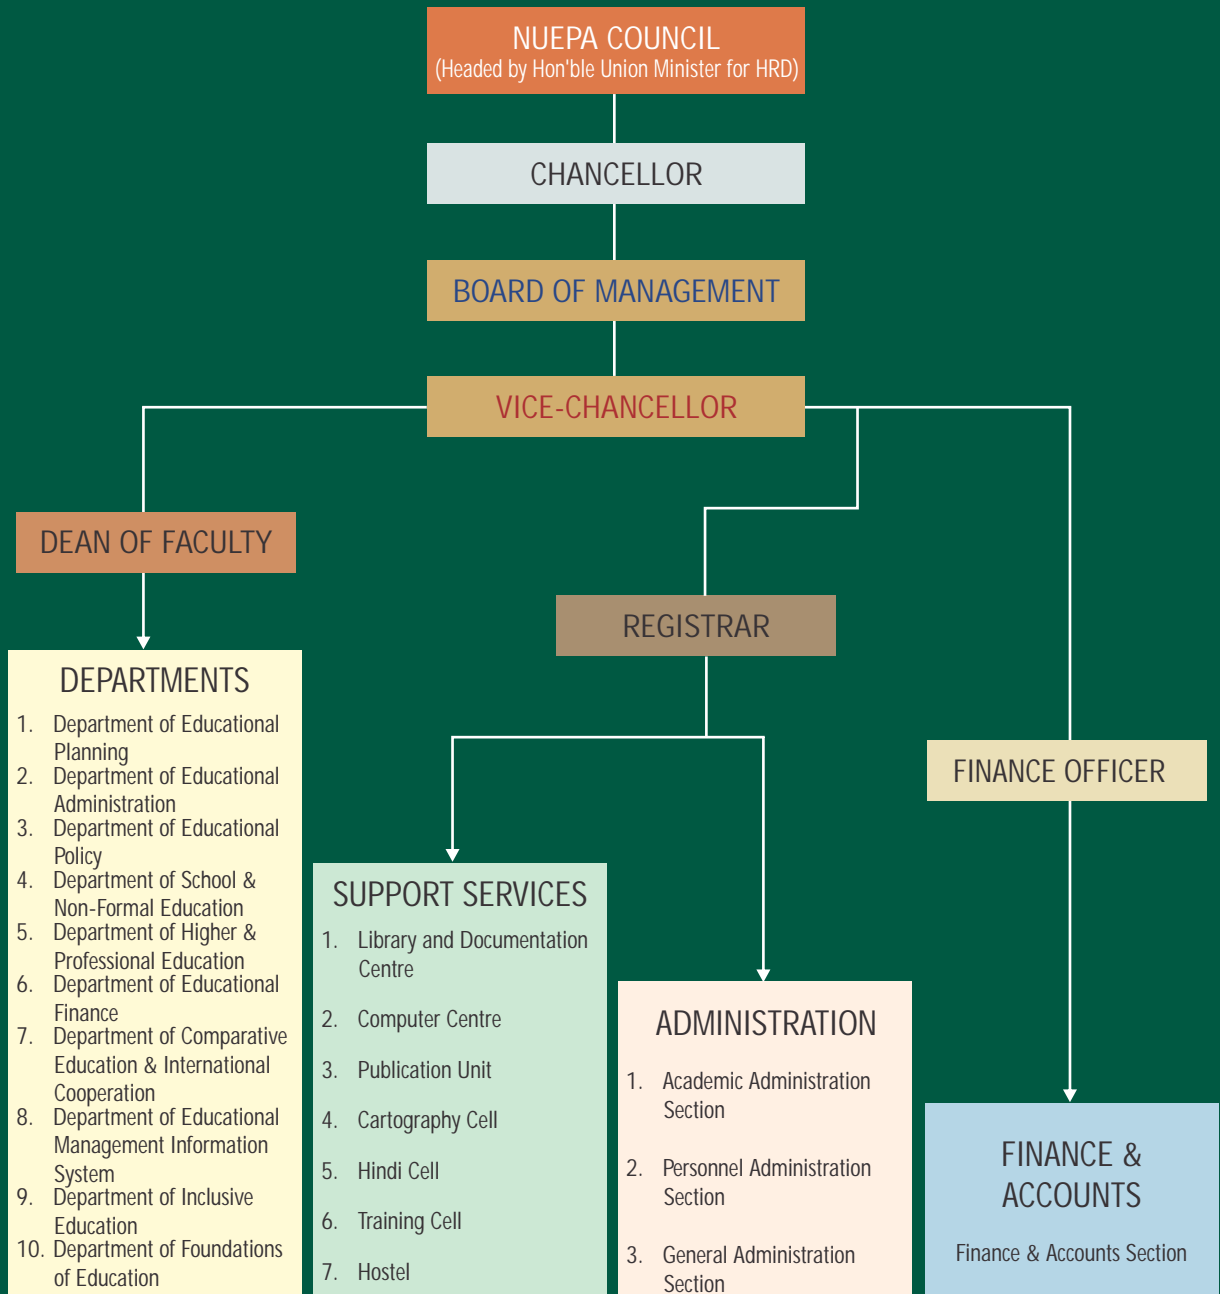 NUEPA COUNCIL
(Headed by Hon'ble Union Minister for HRD)
CHANCELLOR
BOARD OF MANAGEMENT
VICE-CHANCELLOR
DEAN OF FACULTY
REGISTRAR
FINANCE OFFICER
DEPARTMENTS
1. Department of Educational
Planning
2. Department of Educational
Administration
3. Department of Educational
Policy
4. Department of School &
Non-Formal Education
5. Department of Higher &
Professional Education
6. Department of Educational
Finance
7. Department of Comparative
Education & International
Cooperation
8. Department of Educational
Management Information
System
9. Department of Inclusive
Education
10. Department of Foundations
of Education
SUPPORT SERVICES
1. Library and Documentation
Centre
2. Computer Centre
3. Publication Unit
4. Cartography Cell
5. Hindi Cell
6. Training Cell
7. Hostel
ADMINISTRATION
1. Academic Administration
Section
2. Personnel Administration
Section
3. General Administration
Section
FINANCE &
ACCOUNTS
Finance & Accounts Section